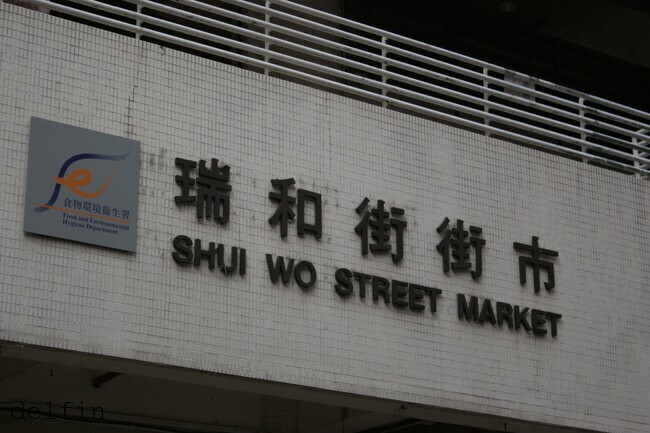 食物環境衞生署
Food and Environmental
Hygiene Department
瑞和街街市
SHUI WO STREET MARKET
delfin